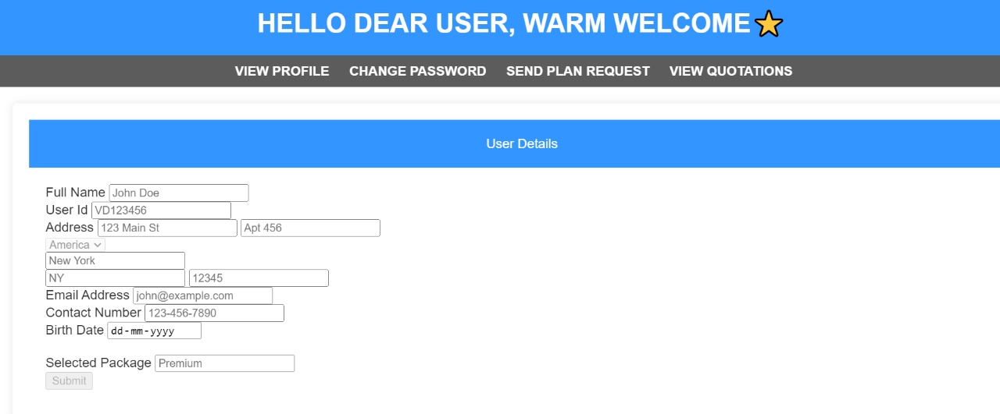 HELLO DEAR USER, WARM WELCOME⭐
VIEW PROFILE CHANGE PASSWORD SEND PLAN REQUEST VIEW QUOTATIONS
User Details
Full Name John Doe
User Id VD123456
Address 123 Main St Apt 456
America
New York
NY 12345
Email Address john@example.com
Contact Number 123-456-7890
Birth Date dd-mm-yyyy
Selected Package Premium
Submit